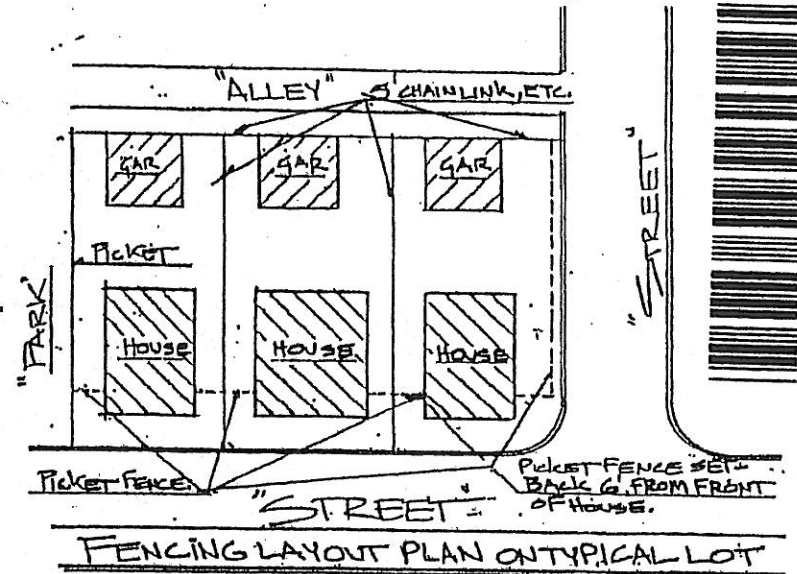 "ALLEY"
5' CHAINLINK, ETC.
GAR
GAR
GAR
"STREET"
PICKET
"PARK"
HOUSE
HOUSE
HOUSE
PICKET FENCE.
PICKET FENCE SET-
BACK 6' FROM FRONT
OF HOUSE.
"STREET"
FENCING LAYOUT PLAN ON TYPICAL LOT